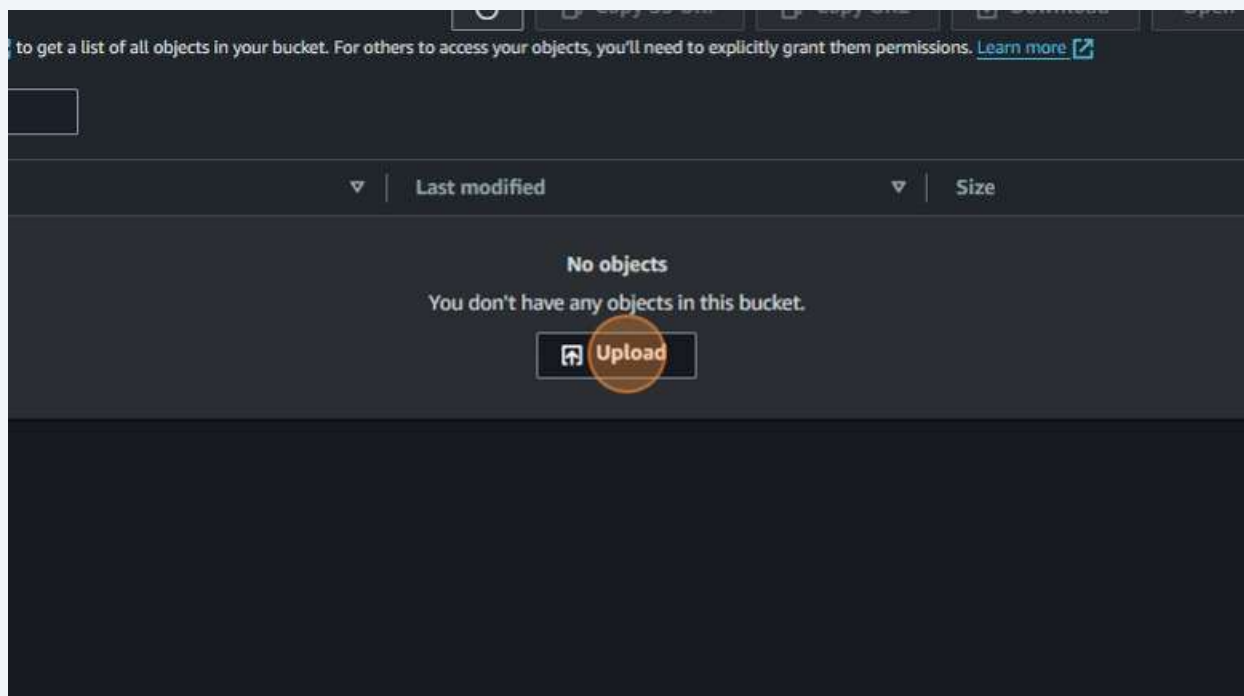 to get a list of all objects in your bucket. For others to access your objects, you'll need to explicitly grant them permissions. Learn more
Last modified Size
No objects
You don't have any objects in this bucket.
Upload